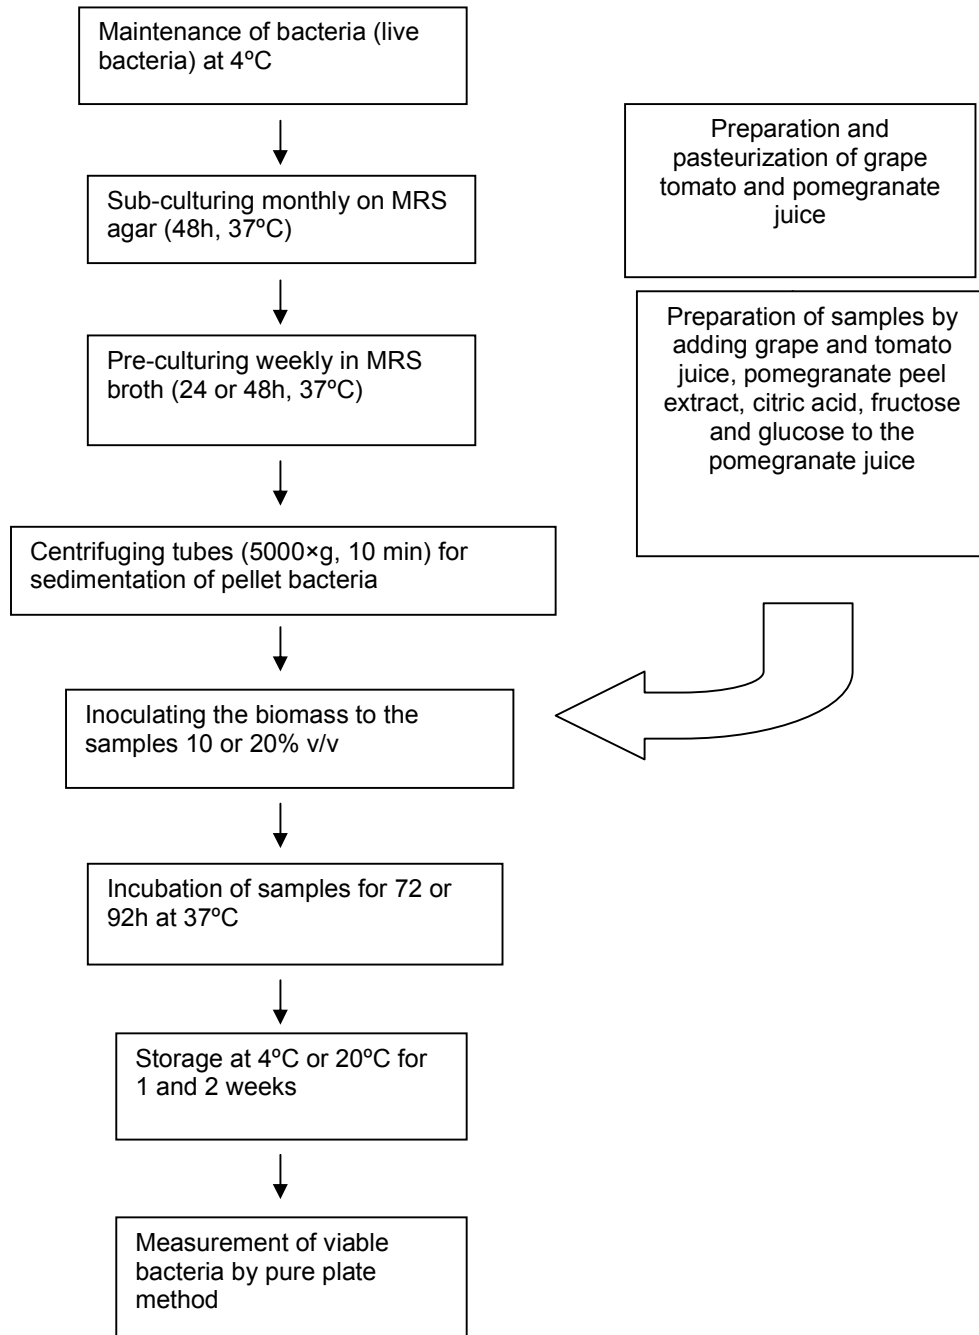 Maintenance of bacteria (live
bacteria) at 4ºC
Sub-culturing monthly on MRS
agar (48h, 37ºC)
Pre-culturing weekly in MRS
broth (24 or 48h, 37ºC)
Centrifuging tubes (5000×g, 10 min) for
sedimentation of pellet bacteria
Preparation and
pasteurization of grape
tomato and pomegranate
juice
Preparation of samples by
adding grape and tomato
juice, pomegranate peel
extract, citric acid, fructose
and glucose to the
pomegranate juice
Inoculating the biomass to the
samples 10 or 20% v/v
Incubation of samples for 72 or
92h at 37ºC
Storage at 4ºC or 20ºC for
1 and 2 weeks
Measurement of viable
bacteria by pure plate
method